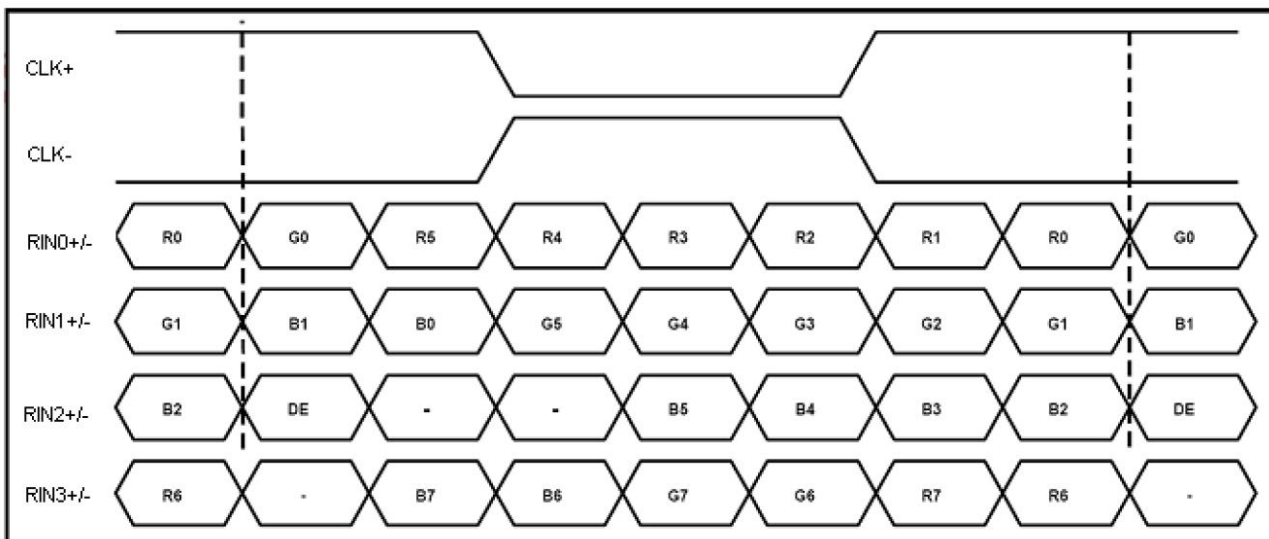 CLK+
CLK-
RIN0+/- R0 G0 R5 R4 R3 R2 R1 R0 G0
RIN1+/- G1 B1 B0 G5 G4 G3 G2 G1 B1
RIN2+/- B2 DE - - B5 B4 B3 B2 DE
RIN3+/- R6 - B7 B6 G7 G6 R7 R6 -